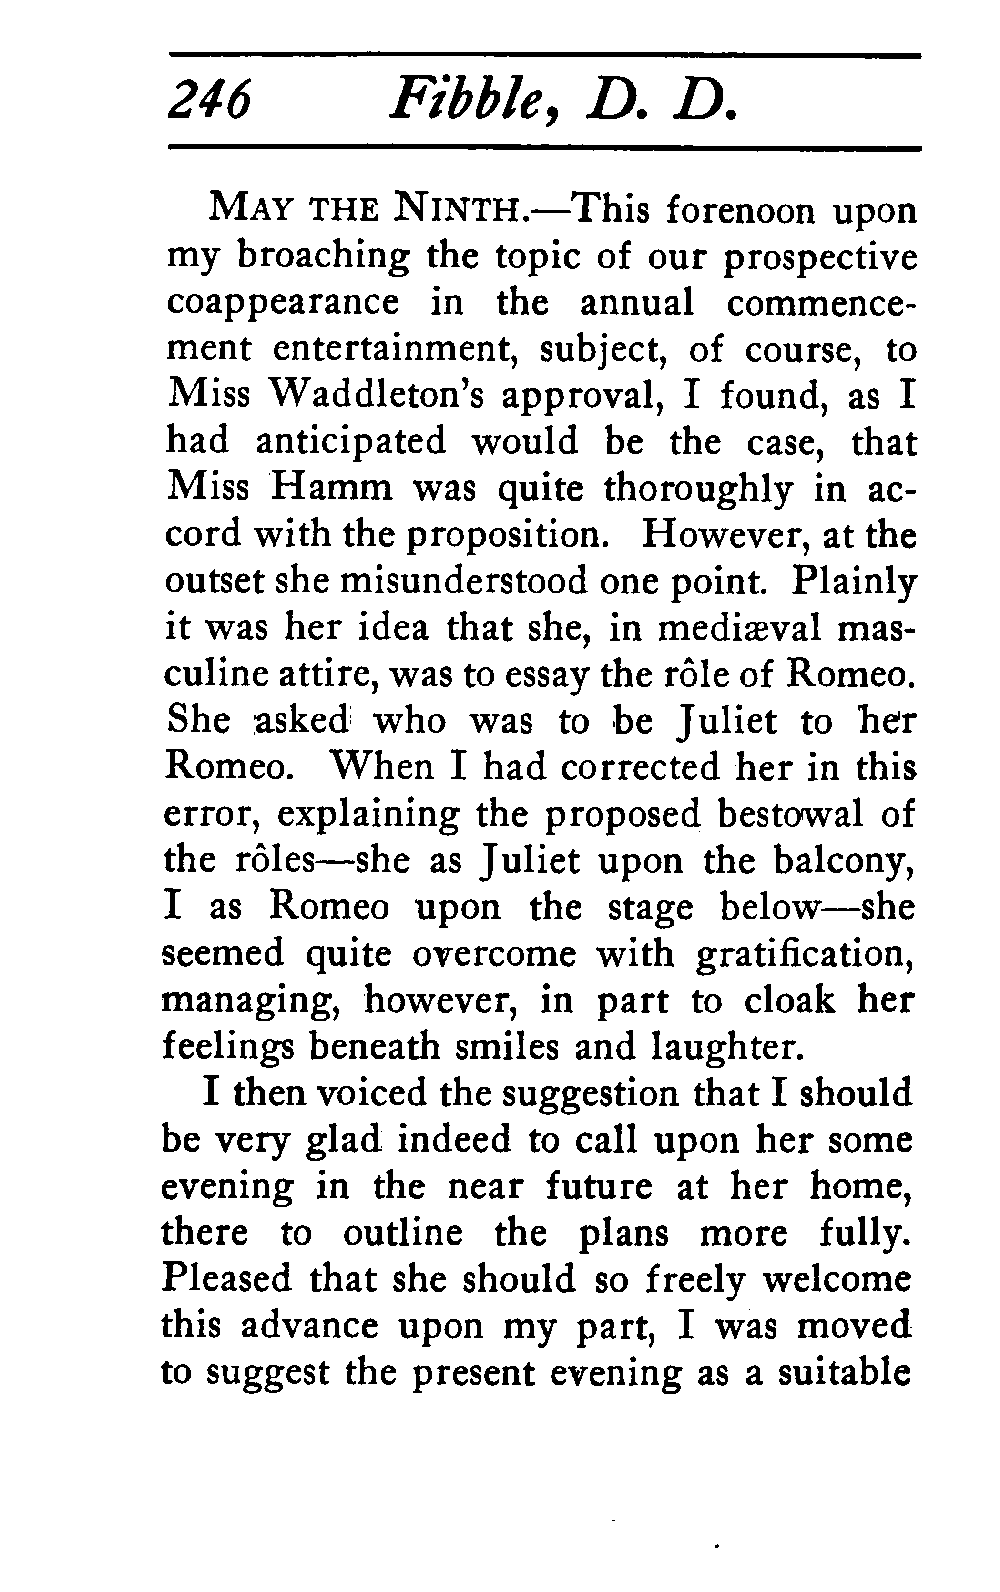 246 Fibble, D. D.
MAY THE NINTH.—This forenoon upon
my broaching the topic of our prospective
coappearance in the annual commence-
ment entertainment, subject, of course, to
Miss Waddleton's approval, I found, as I
had anticipated would be the case, that
Miss Hamm was quite thoroughly in ac-
cord with the proposition. However, at the
outset she misunderstood one point. Plainly
it was her idea that she, in mediæval mas-
culine attire, was to essay the rôle of Romeo.
She asked who was to be Juliet to her
Romeo. When I had corrected her in this
error, explaining the proposed bestowal of
the rôles—she as Juliet upon the balcony,
I as Romeo upon the stage below—she
seemed quite overcome with gratification,
managing, however, in part to cloak her
feelings beneath smiles and laughter.
I then voiced the suggestion that I should
be very glad indeed to call upon her some
evening in the near future at her home,
there to outline the plans more fully.
Pleased that she should so freely welcome
this advance upon my part, I was moved
to suggest the present evening as a suitable